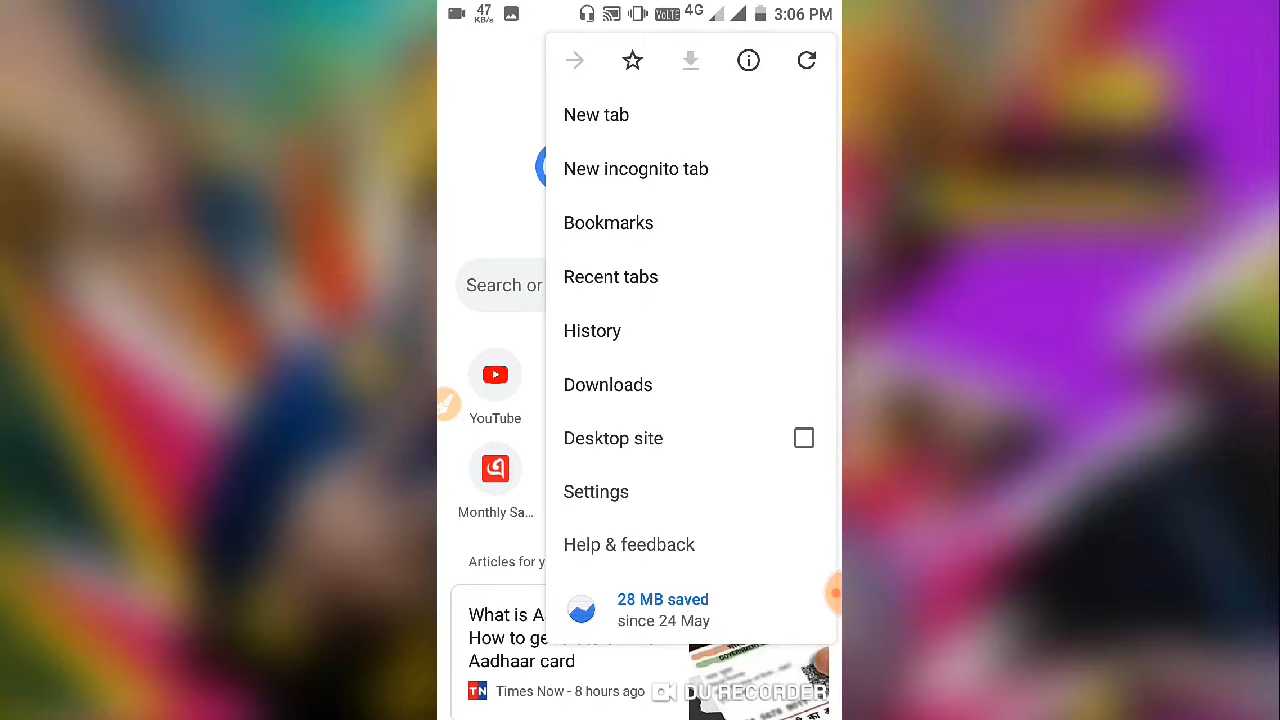 47
KB/s
VoLTE
4G
3:06 PM
New tab
New incognito tab
Bookmarks
Recent tabs
History
Downloads
Desktop site
Settings
Help & feedback
28 MB saved
since 24 May
Search or
YouTube
Monthly Sa...
Articles for y
What is A
How to ge
Aadhaar card
TN
Times Now - 8 hours ago
DU RECORDER